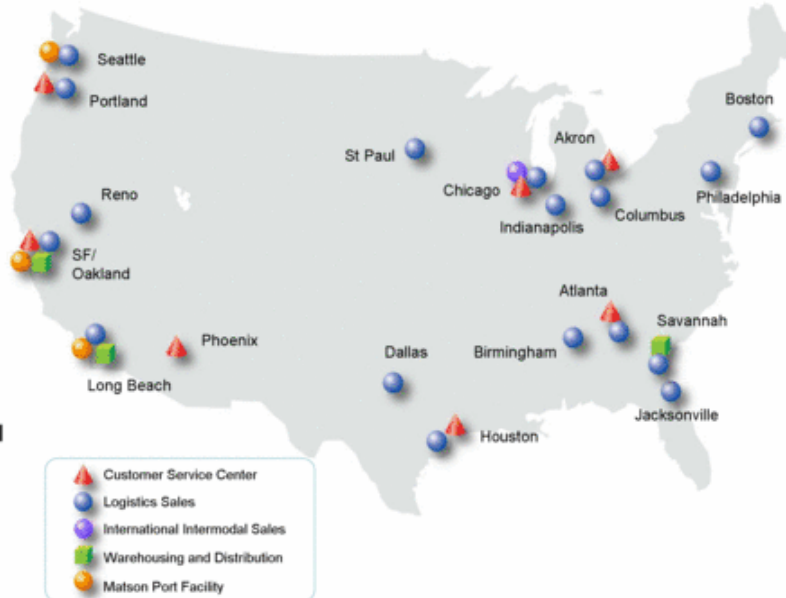 Seattle
Portland
Boston
Akron
St Paul
Chicago
Philadelphia
Reno
Columbus
Indianapolis
SF/
Oakland
Atlanta
Savannah
Phoenix
Dallas
Birmingham
Long Beach
Jacksonville
Houston
Customer Service Center
Logistics Sales
International Intermodal Sales
Warehousing and Distribution
Matson Port Facility